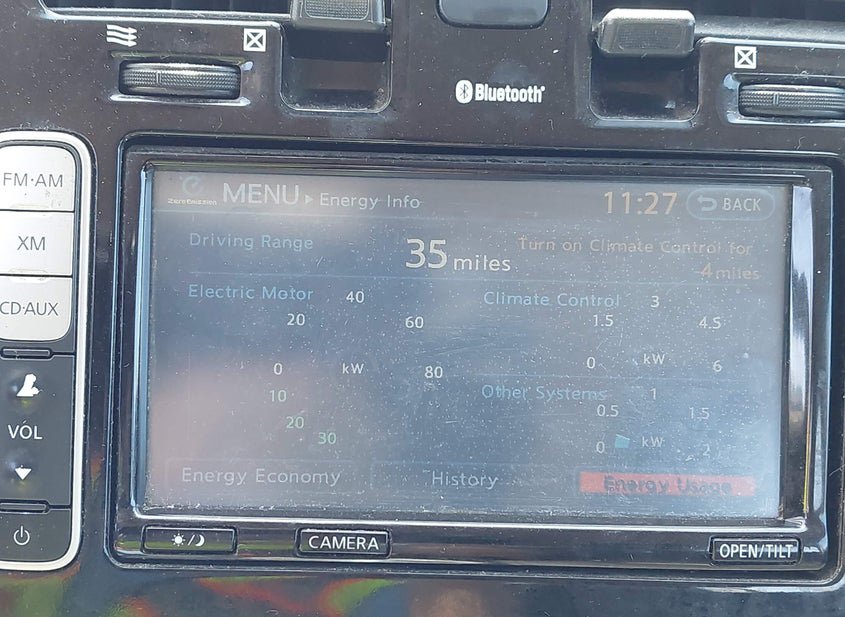 Bluetooth
FM·AM
XM
CD·AUX
VOL
Zero Emission
MENU Energy Info
11:27 BACK
Driving Range
35 miles
Turn on Climate Control for
-4 miles
Electric Motor
40
20 60
0 kW 80
10
20
30
Climate Control
3
1.5 4.5
0 kW 6
Other Systems
1
0.5 1.5
0 kW 2
Energy Economy History Energy Usage
CAMERA
OPEN/TILT